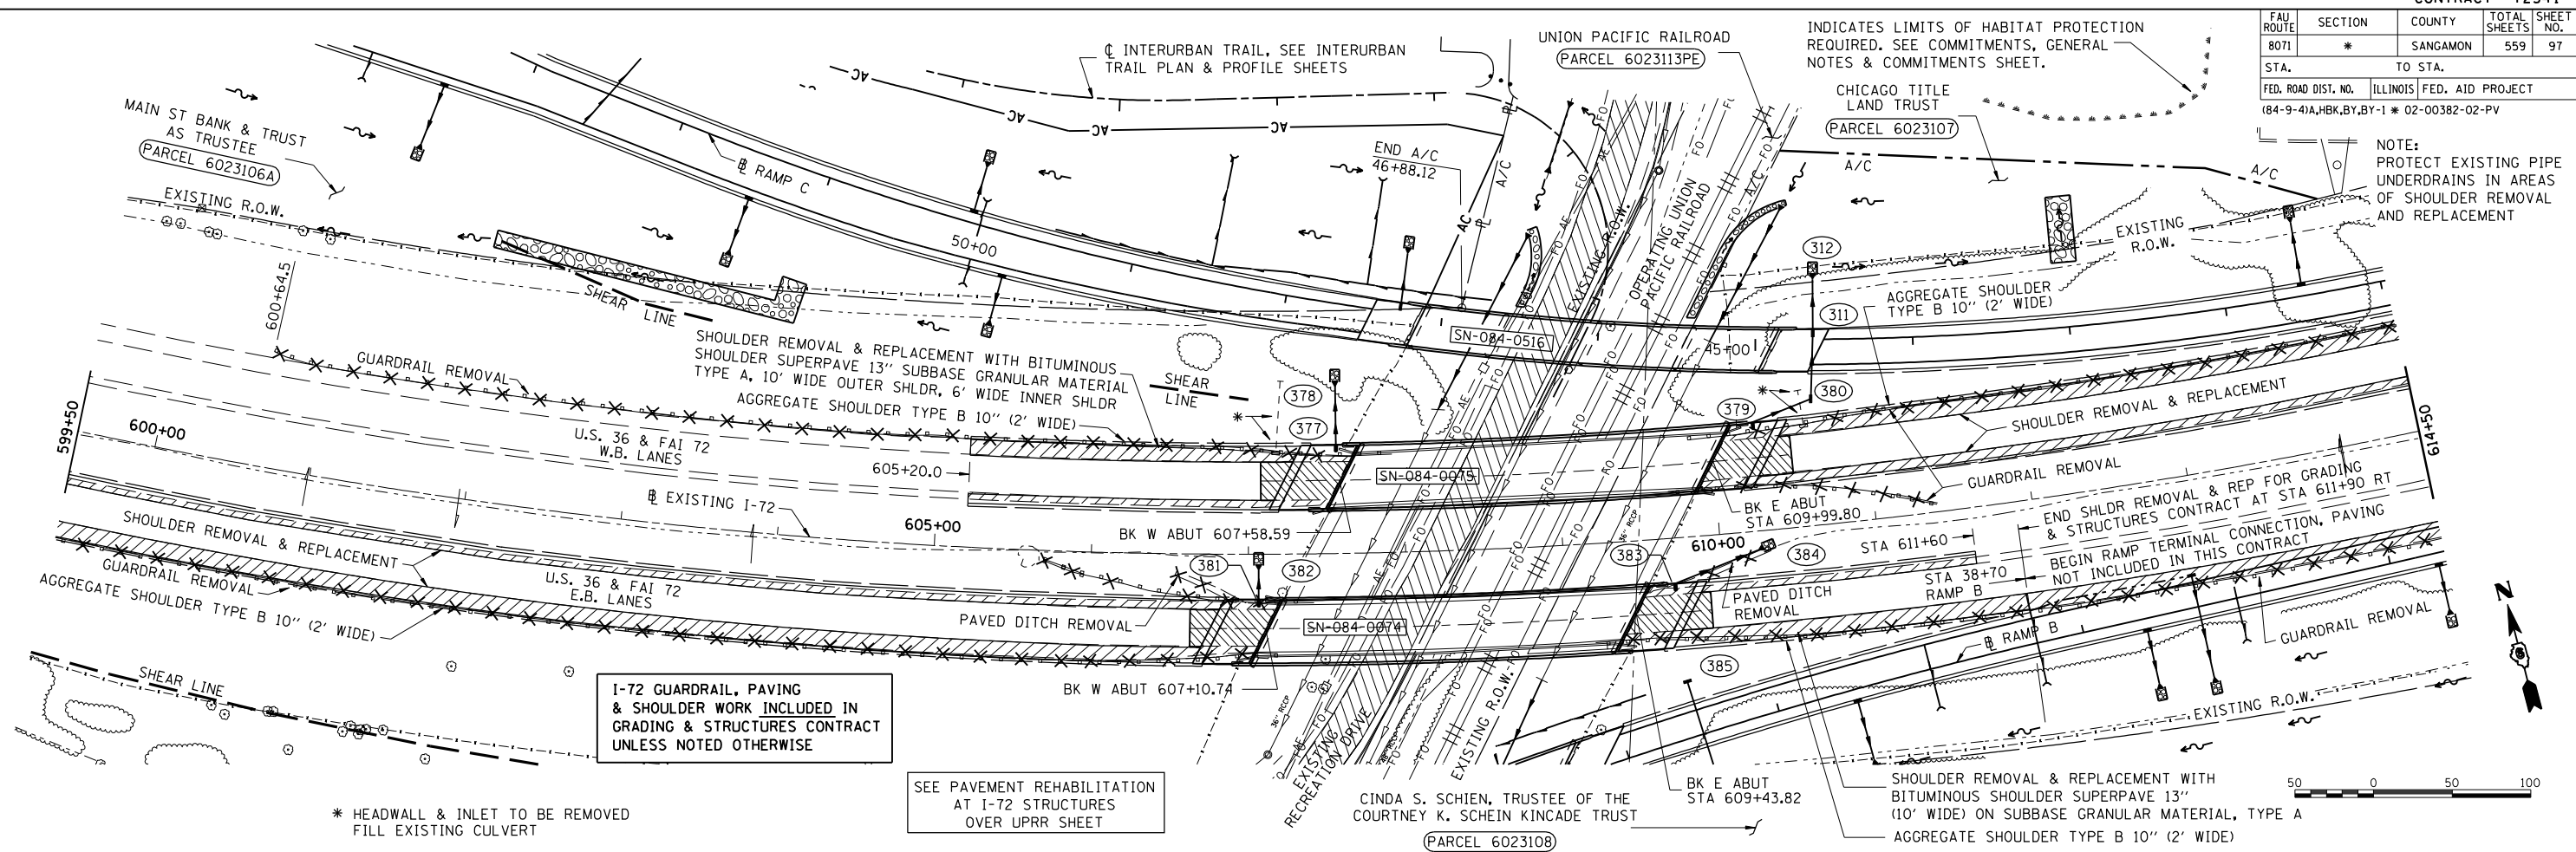 FAU ROUTE SECTION COUNTY TOTAL SHEETS SHEET NO.
8071 * SANGAMON 559 97
STA. TO STA.
FED. ROAD DIST. NO. ILLINOIS FED. AID PROJECT
(84-9-4)A,HBK,BY,BY-1 * 02-00382-02-PV
NOTE:
PROTECT EXISTING PIPE
UNDERDRAINS IN AREAS
OF SHOULDER REMOVAL
AND REPLACEMENT
INDICATES LIMITS OF HABITAT PROTECTION
REQUIRED. SEE COMMITMENTS, GENERAL
NOTES & COMMITMENTS SHEET.
UNION PACIFIC RAILROAD
PARCEL 6023113PE
CHICAGO TITLE
LAND TRUST
PARCEL 6023107
℄ INTERURBAN TRAIL, SEE INTERURBAN
TRAIL PLAN & PROFILE SHEETS
MAIN ST BANK & TRUST
AS TRUSTEE
PARCEL 6023106A
EXISTING R.O.W.
RAMP C
50+00
END A/C
46+88.12
AC
AC
AC
AC
AC
A/C
A/C
A/C
A/C
PL
PL
EXISTING R.O.W.
OPERATING UNION
PACIFIC RAILROAD
EXISTING
R.O.W.
312
311
AGGREGATE SHOULDER
TYPE B 10" (2' WIDE)
SN-084-0516
45+00
600+64.5
SHEAR LINE
GUARDRAIL REMOVAL
SHOULDER REMOVAL & REPLACEMENT WITH BITUMINOUS
SHOULDER SUPERPAVE 13" SUBBASE GRANULAR MATERIAL
TYPE A, 10' WIDE OUTER SHLDR, 6' WIDE INNER SHLDR
AGGREGATE SHOULDER TYPE B 10" (2' WIDE)
SHEAR
LINE
*
378
377
*
379
380
SHOULDER REMOVAL & REPLACEMENT
599+50
600+00
U.S. 36 & FAI 72
W.B. LANES
605+20.0
SN-084-0075
GUARDRAIL REMOVAL
614+50
EXISTING I-72
605+00
BK W ABUT 607+58.59
BK E ABUT
STA 609+99.80
END SHLDR REMOVAL & REP FOR GRADING
& STRUCTURES CONTRACT AT STA 611+90 RT
BEGIN RAMP TERMINAL CONNECTION, PAVING
NOT INCLUDED IN THIS CONTRACT
SHOULDER REMOVAL & REPLACEMENT
GUARDRAIL REMOVAL
AGGREGATE SHOULDER TYPE B 10" (2' WIDE)
U.S. 36 & FAI 72
E.B. LANES
PAVED DITCH REMOVAL
381
382
383
36" RCCP
610+00
384
STA 611+60
STA 38+70
RAMP B
PAVED DITCH
REMOVAL
SN-084-0074
RAMP B
GUARDRAIL REMOVAL
385
BK W ABUT 607+10.74
SHEAR LINE
I-72 GUARDRAIL, PAVING
& SHOULDER WORK INCLUDED IN
GRADING & STRUCTURES CONTRACT
UNLESS NOTED OTHERWISE
36" RCCP
EXISTING
RECREATION DRIVE
EXISTING R.O.W.
EXISTING R.O.W.
N
SEE PAVEMENT REHABILITATION
AT I-72 STRUCTURES
OVER UPRR SHEET
* HEADWALL & INLET TO BE REMOVED
FILL EXISTING CULVERT
CINDA S. SCHIEN, TRUSTEE OF THE
COURTNEY K. SCHEIN KINCADE TRUST
PARCEL 6023108
BK E ABUT
STA 609+43.82
SHOULDER REMOVAL & REPLACEMENT WITH
BITUMINOUS SHOULDER SUPERPAVE 13"
(10' WIDE) ON SUBBASE GRANULAR MATERIAL, TYPE A
AGGREGATE SHOULDER TYPE B 10" (2' WIDE)
50 0 50 100